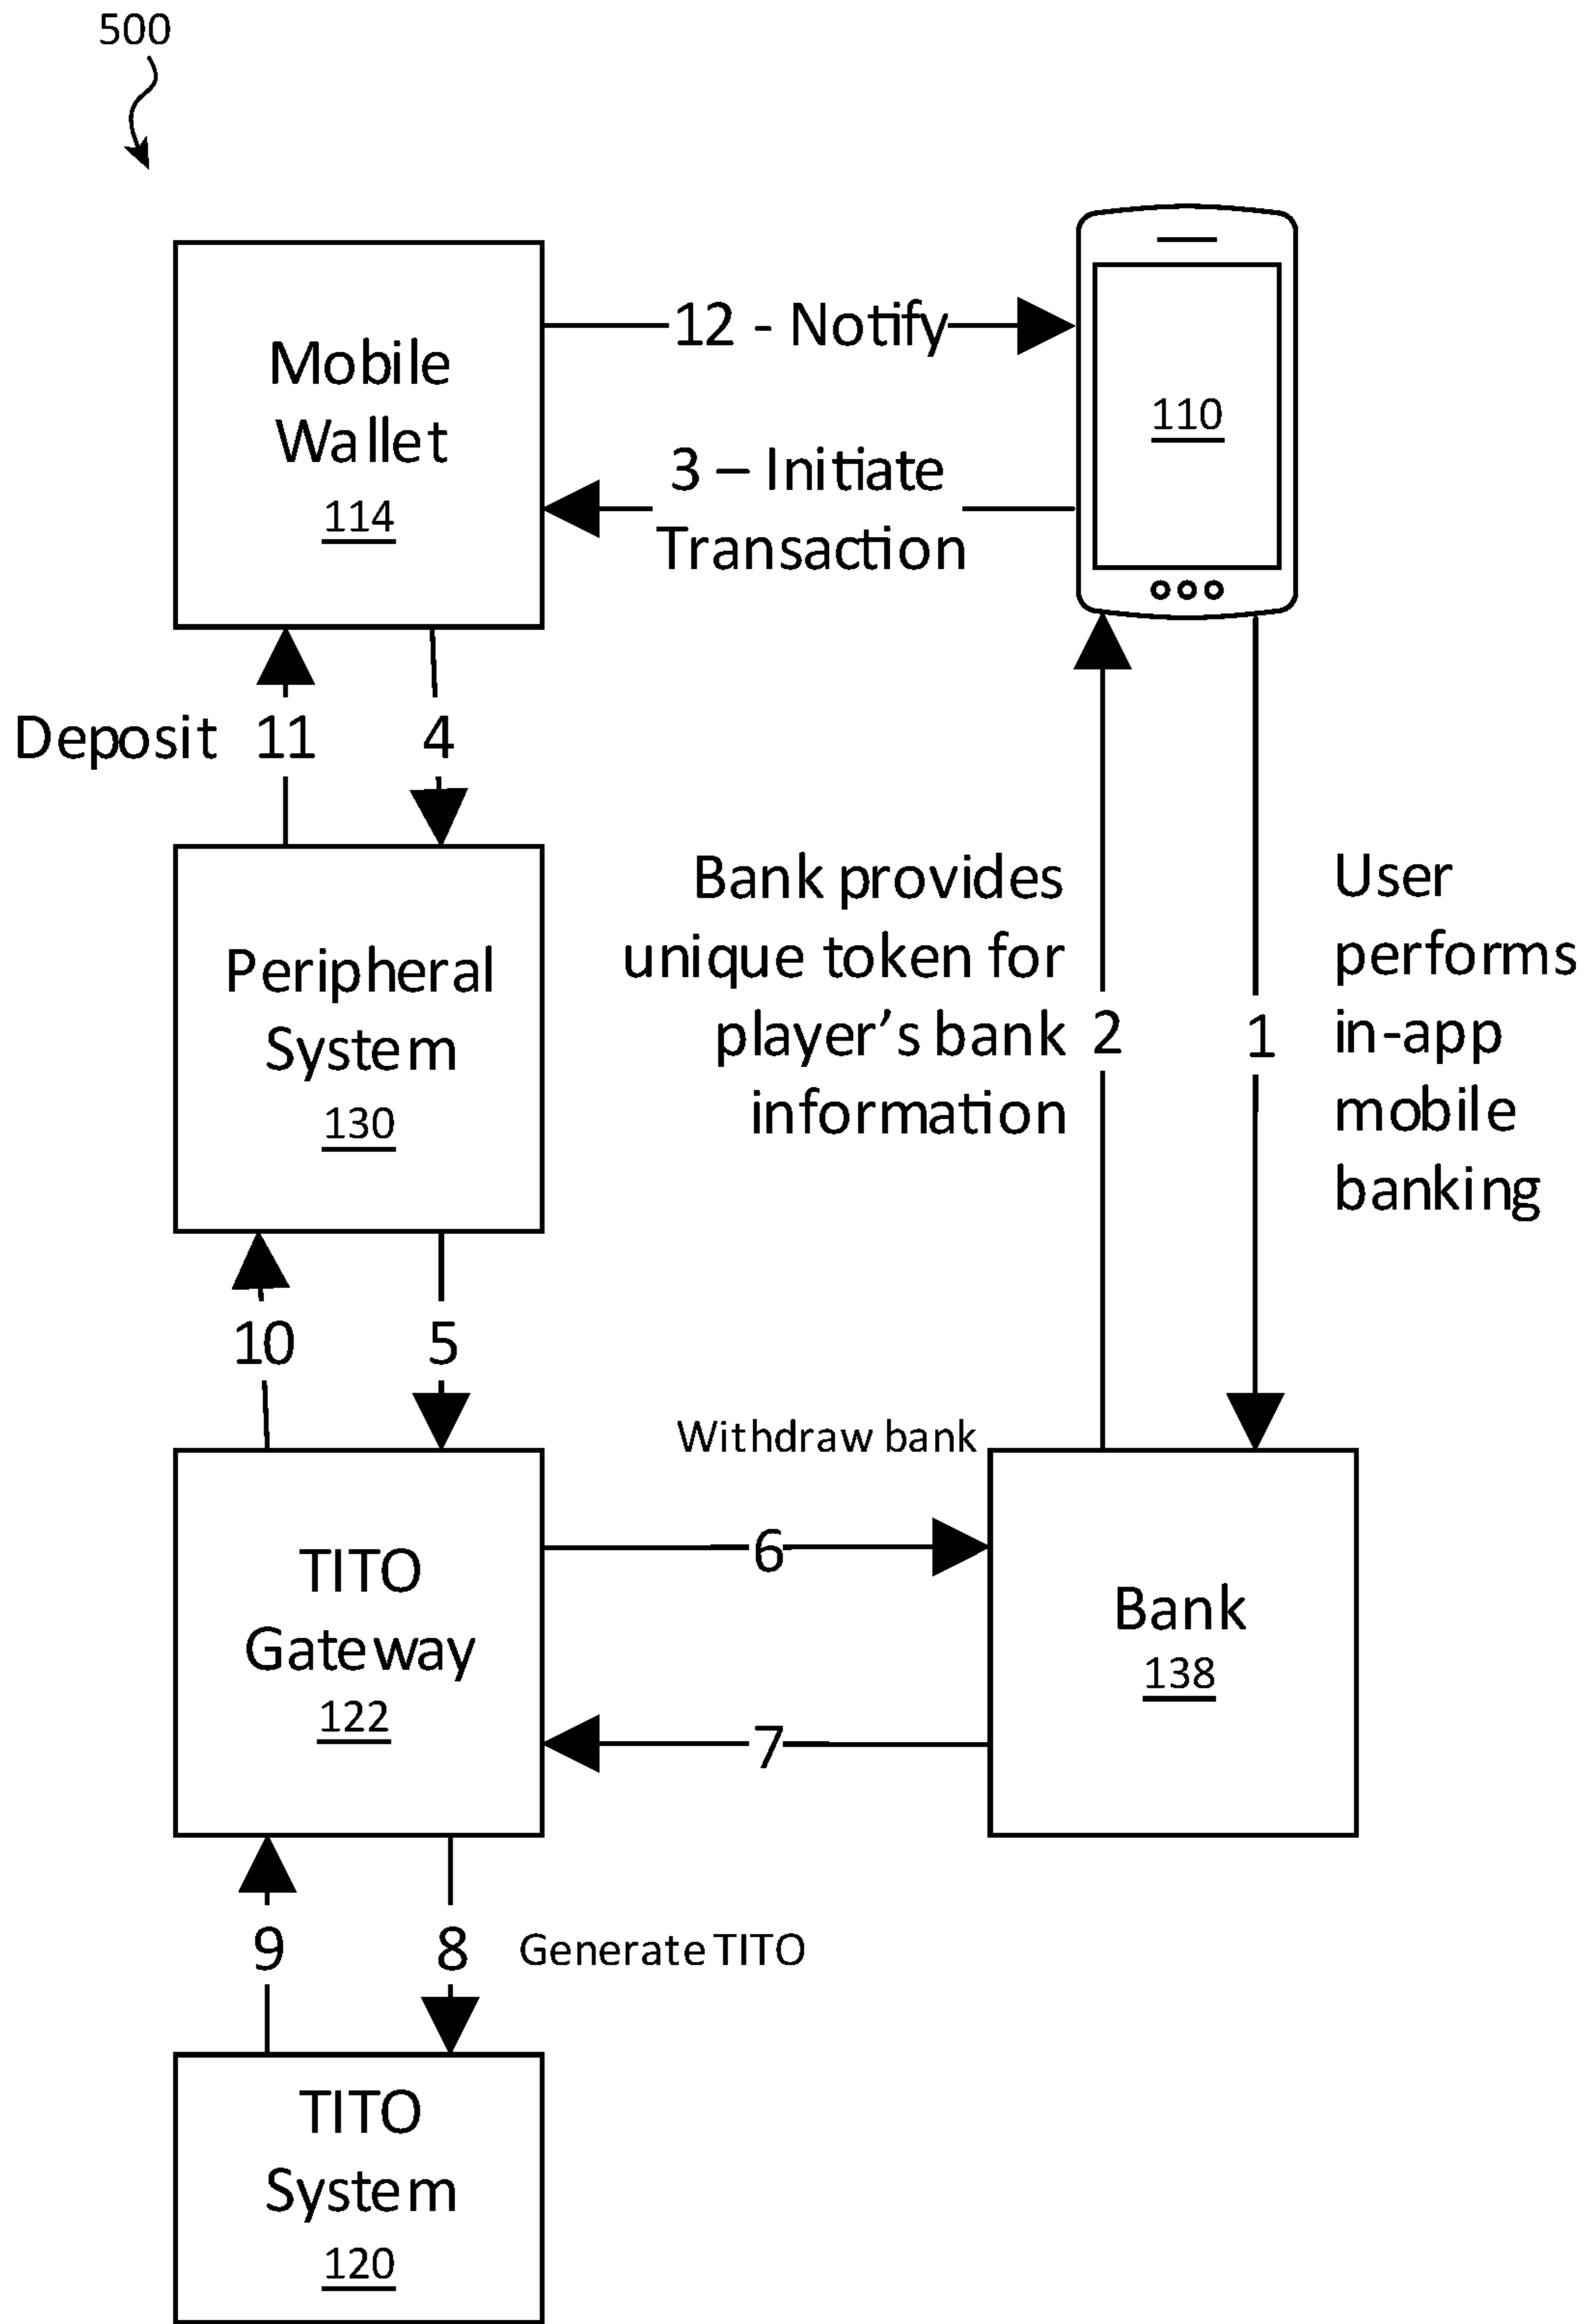 500
Mobile
Wallet
114
12 - Notify
110
3 – Initiate
Transaction
Deposit 11
4
Peripheral
System
130
Bank provides
unique token for
player’s bank
information
2
1
User
performs
in-app
mobile
banking
10
5
Withdraw bank
TITO
Gateway
122
6
7
Bank
138
9
8
Generate TITO
TITO
System
120